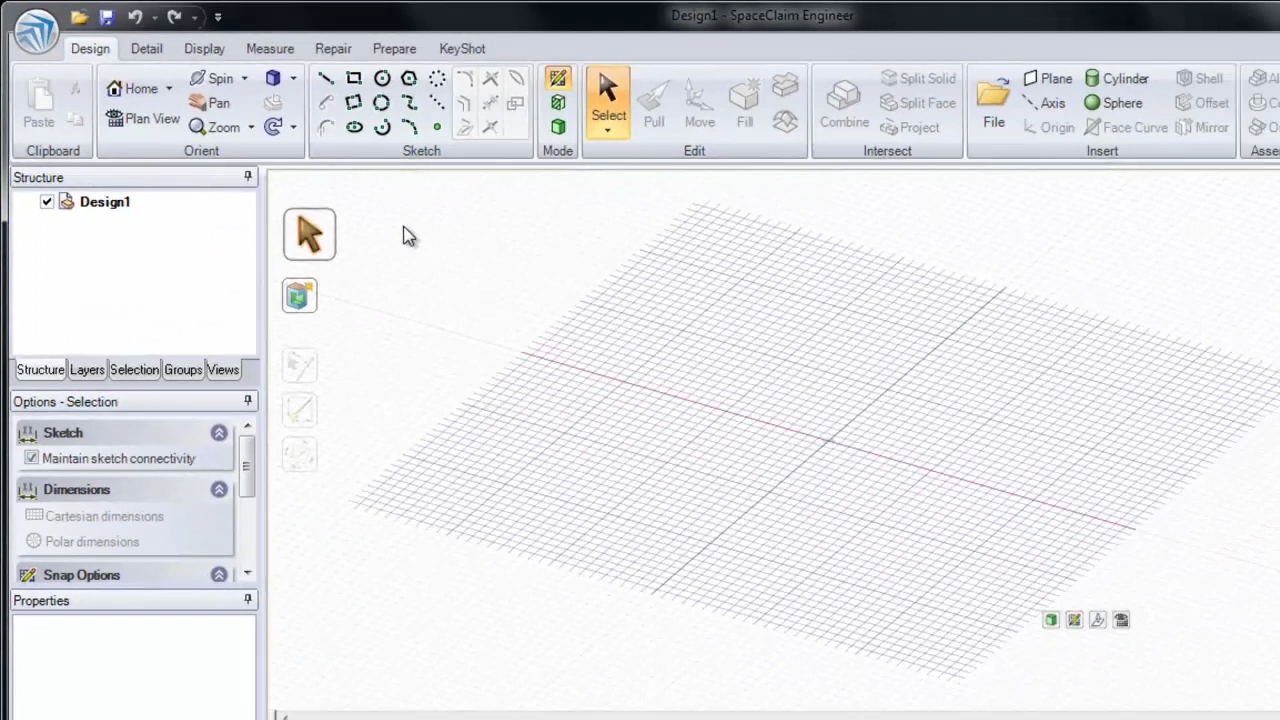 Design1 - SpaceClaim Engineer
Design Detail Display Measure Repair Prepare KeyShot
Home Spin Split Solid Plane Cylinder Shell
Pan Split Face Axis Sphere Offset
Paste Plan View Zoom Select Pull Move Fill Combine Project File Origin Face Curve Mirror
Clipboard Orient Sketch Mode Edit Intersect Insert
Structure
Design1
Structure Layers Selection Groups Views
Options - Selection
Sketch
Maintain sketch connectivity
Dimensions
Cartesian dimensions
Polar dimensions
Snap Options
Properties